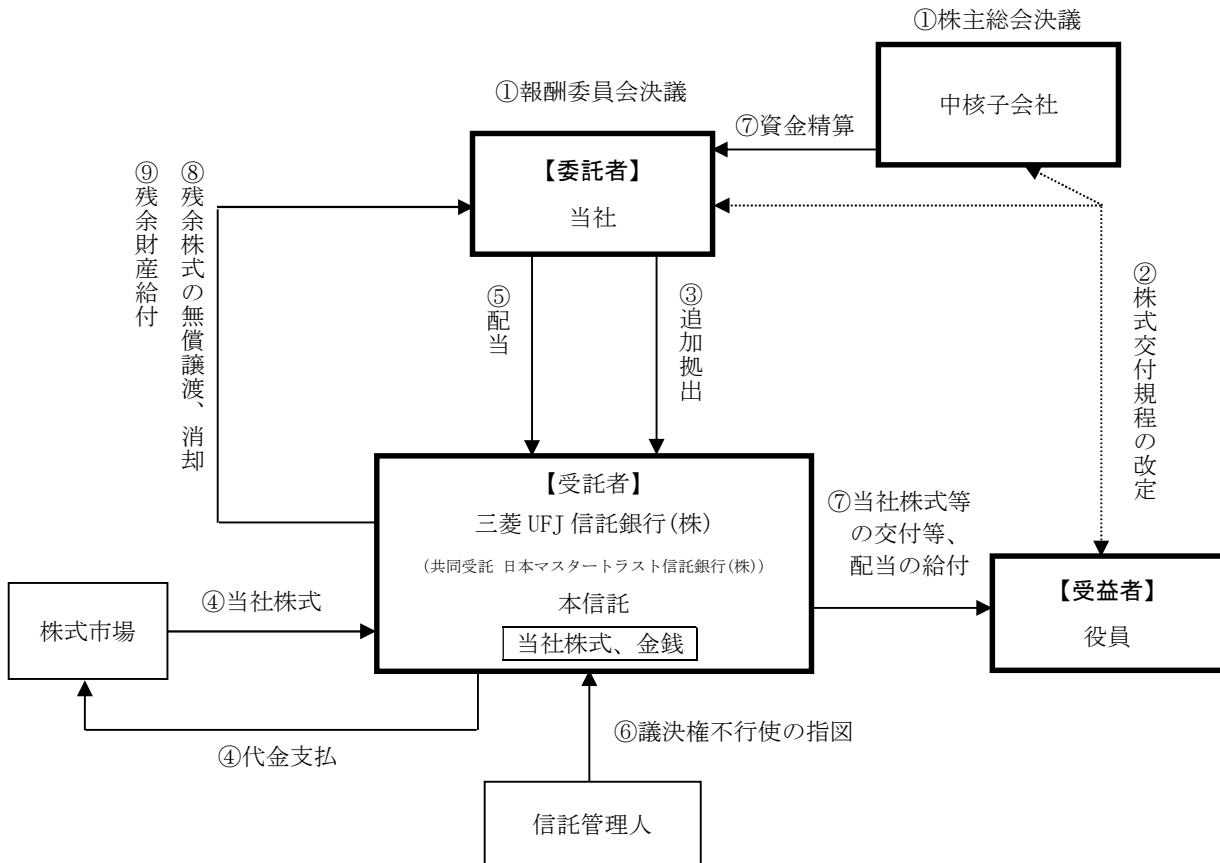 ①株主総会決議
中核子会社
①報酬委員会決議
⑦資金精算
【委託者】
当社
⑨残余財産給付
⑧残余株式の無償譲渡、消却
⑤配当
③追加拠出
②株式交付規程の改定
【受託者】
三菱 UFJ 信託銀行(株)
(共同受託 日本マスタートラスト信託銀行(株))
本信託
当社株式、金銭
⑦当社株式等
の交付等、
配当の給付
【受益者】
役員
④当社株式
株式市場
④代金支払
⑥議決権不行使の指図
信託管理人